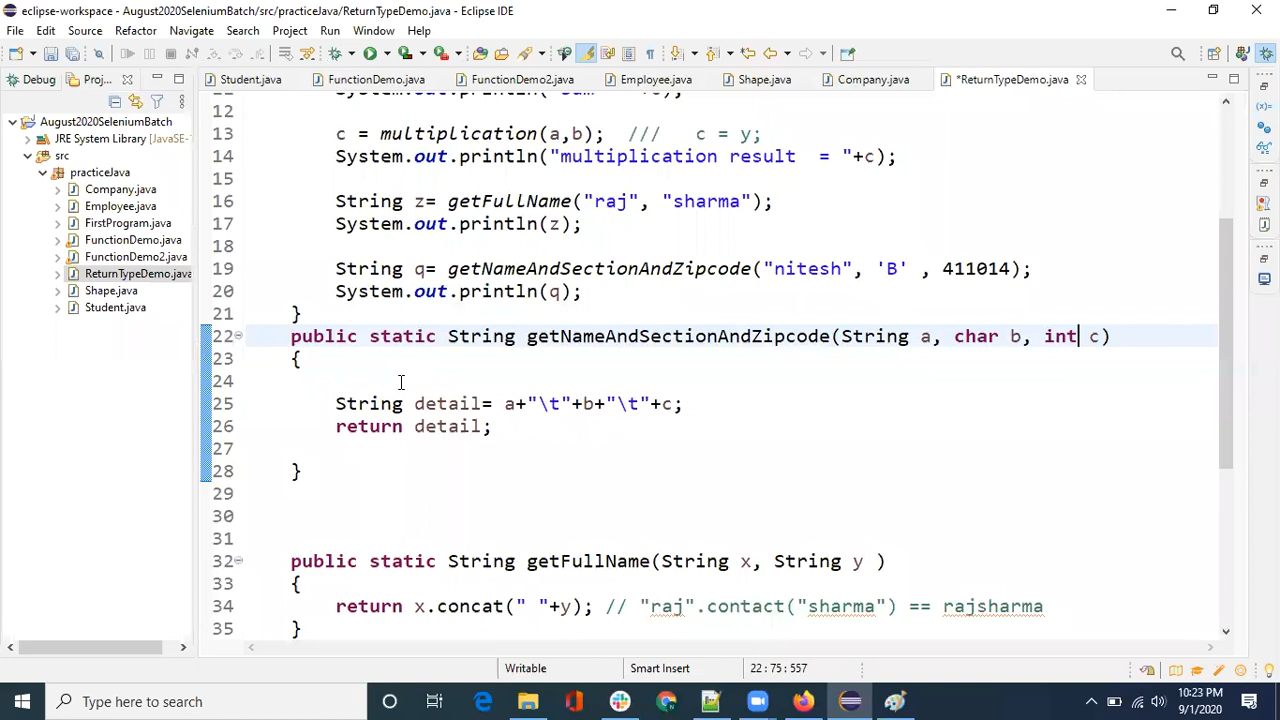 eclipse-workspace - August2020SeleniumBatch/src/practiceJava/ReturnTypeDemo.java - Eclipse IDE
File Edit Source Refactor Navigate Search Project Run Window Help
Debug Proj... Student.java FunctionDemo.java FunctionDemo2.java Employee.java Shape.java Company.java *ReturnTypeDemo.java
August2020SeleniumBatch
JRE System Library [JavaSE-
src
practiceJava
Company.java
Employee.java
FirstProgram.java
FunctionDemo.java
FunctionDemo2.java
ReturnTypeDemo.java
Shape.java
Student.java
12
13 c = multiplication(a,b); /// c = y;
14 System.out.println("multiplication result = "+c);
15
16 String z= getFullName("raj", "sharma");
17 System.out.println(z);
18
19 String q= getNameAndSectionAndZipcode("nitesh", 'B' , 411014);
20 System.out.println(q);
21 }
22 public static String getNameAndSectionAndZipcode(String a, char b, int c)
23 {
24
25 String detail= a+"\t"+b+"\t"+c;
26 return detail;
27
28 }
29
30
31
32 public static String getFullName(String x, String y )
33 {
34 return x.concat(" "+y); // "raj".contact("sharma") == rajsharma
35 }
Writable Smart Insert 22 : 75 : 557
Type here to search
10:23 PM
9/1/2020